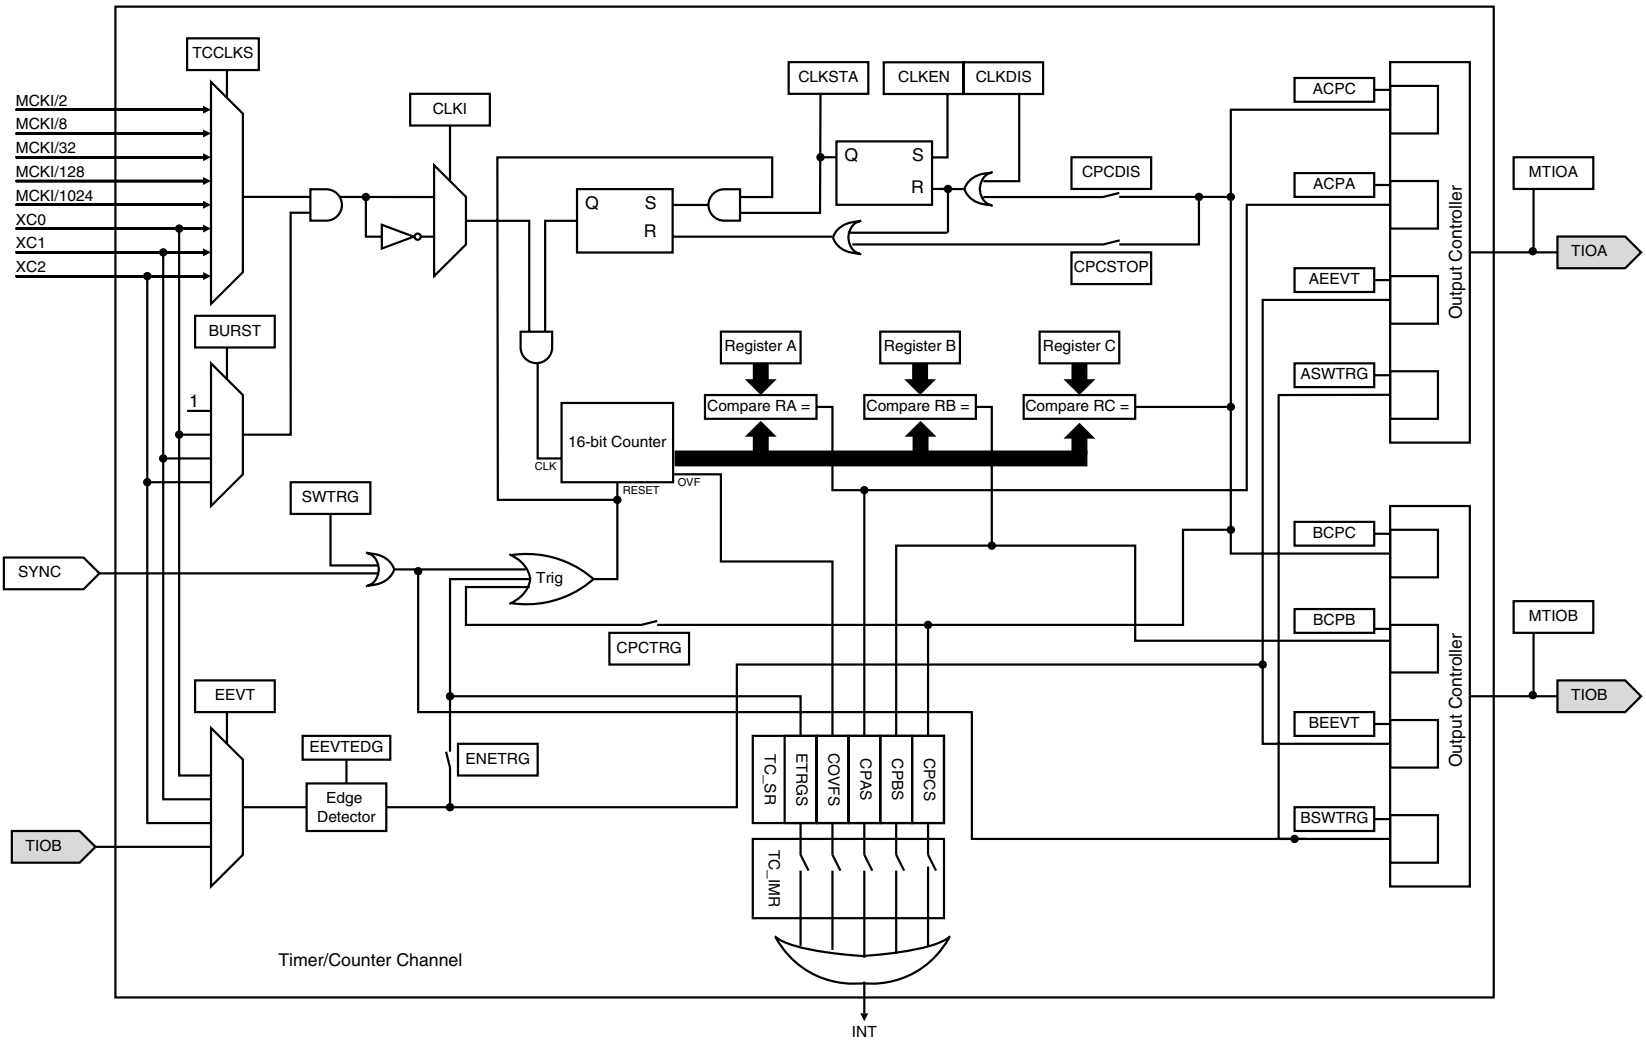 TCCLKS
MCKI/2
MCKI/8
MCKI/32
MCKI/128
MCKI/1024
XC0
XC1
XC2
CLKI
CLKSTA
CLKEN
CLKDIS
Q
S
R
Q
S
R
CPCDIS
CPCSTOP
ACPC
ACPA
AEEVT
ASWTRG
Output Controller
MTIOA
TIOA
BURST
1
Register A
Register B
Register C
Compare RA =
Compare RB =
Compare RC =
16-bit Counter
CLK
RESET
OVF
SWTRG
SYNC
Trig
CPCTRG
BCPC
BCPB
BEEVT
BSWTRG
Output Controller
MTIOB
TIOB
EEVT
EEVTEDG
Edge
Detector
ENETRG
TIOB
TC_SR
ETRGS
COVFS
CPAS
CPBS
CPCS
TC_IMR
Timer/Counter Channel
INT